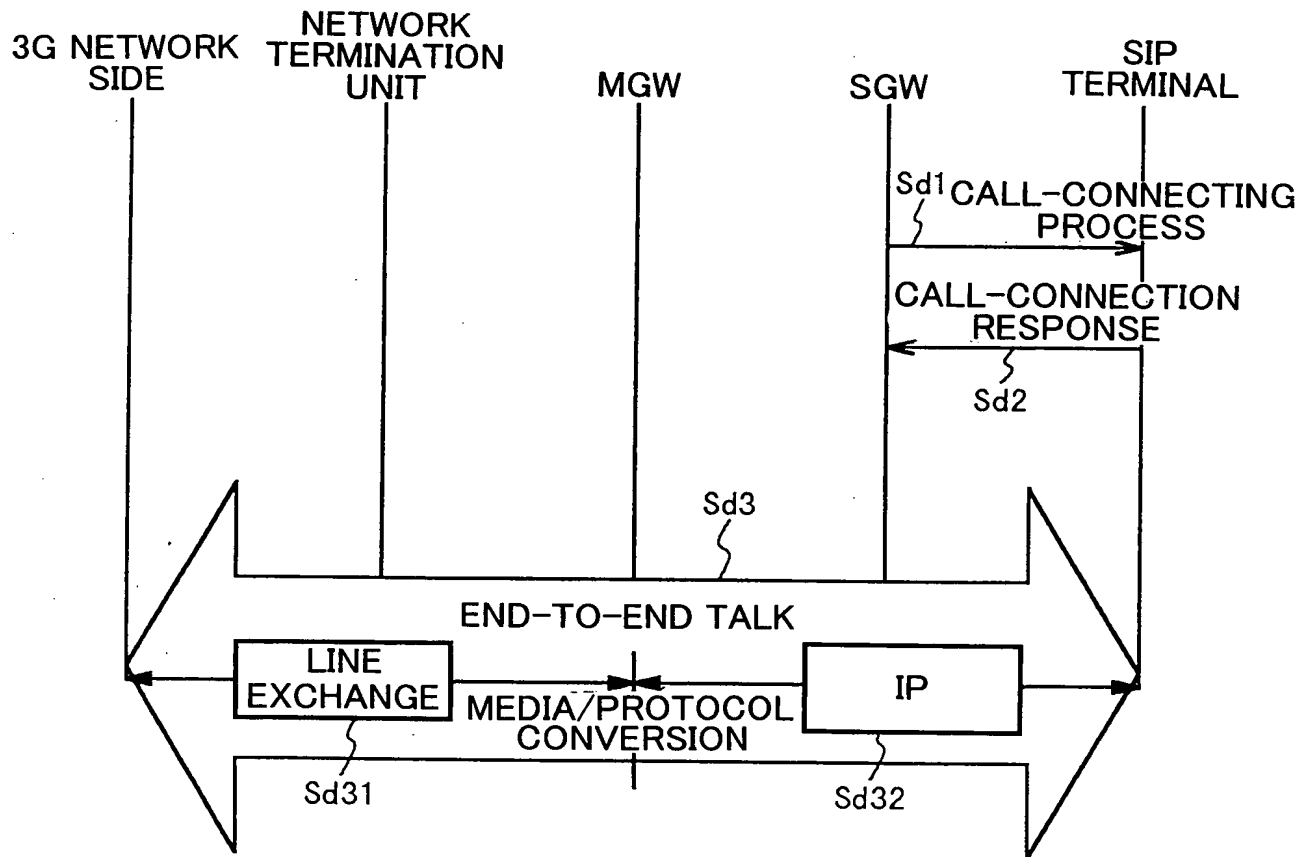 3G NETWORK
SIDE
NETWORK
TERMINATION
UNIT
MGW
SGW
SIP
TERMINAL
Sd1
CALL-CONNECTING
PROCESS
CALL-CONNECTION
RESPONSE
Sd2
Sd3
END-TO-END TALK
LINE
EXCHANGE
IP
MEDIA/PROTOCOL
CONVERSION
Sd31
Sd32